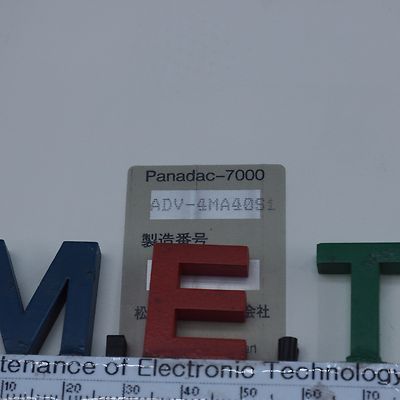 Panadac-7000
ADV-4MA40S1
製造番号
松 会社
M.E.T
tenance of Electronic Technology
10 20 30 40 50 60 70